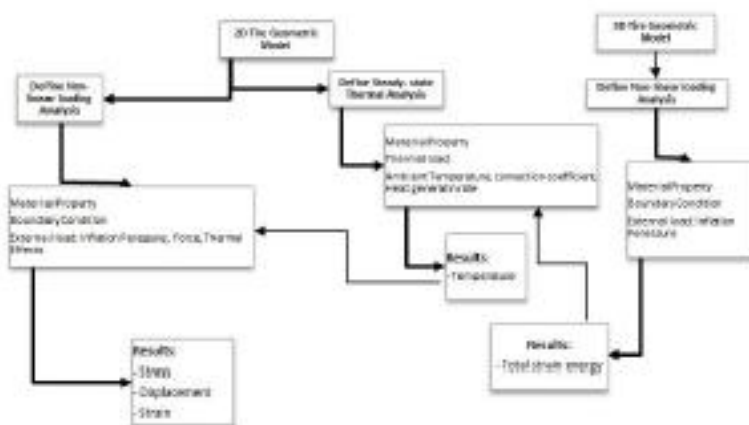 2D Tire Geometric
Model
3D Tire Geometric
Model
Define Non-
linear loading
Analysis
Define Steady-state
Thermal Analysis
Define Non-linear loading
Analysis
Material Property
Thermal load:
Ambient Temperature, convection coefficient,
Heat generation rate
Material Property
Boundary Condition
External load: Inflation Force, Thermal
Material Property
Boundary Condition
External load: Inflation
Results:
- Temperature
Results:
- Total strain energy
Results:
- Stress
- Displacement
- Strain